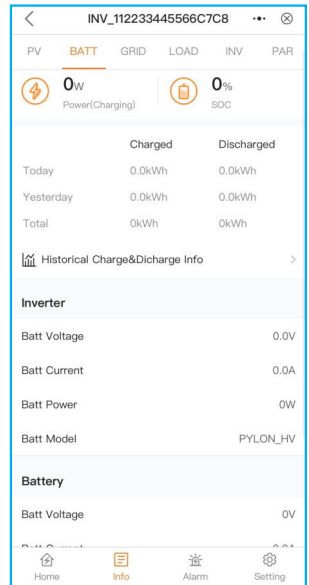 INV_112233445566C7C8
PV BATT GRID LOAD INV PAR
0W 0%
Power(Charging) SOC
Charged Discharged
Today 0.0kWh 0.0kWh
Yesterday 0.0kWh 0.0kWh
Total 0kWh 0kWh
Historical Charge&Dicharge Info
Inverter
Batt Voltage 0.0V
Batt Current 0.0A
Batt Power 0W
Batt Model PYLON_HV
Battery
Batt Voltage 0V
Home Info Alarm Setting